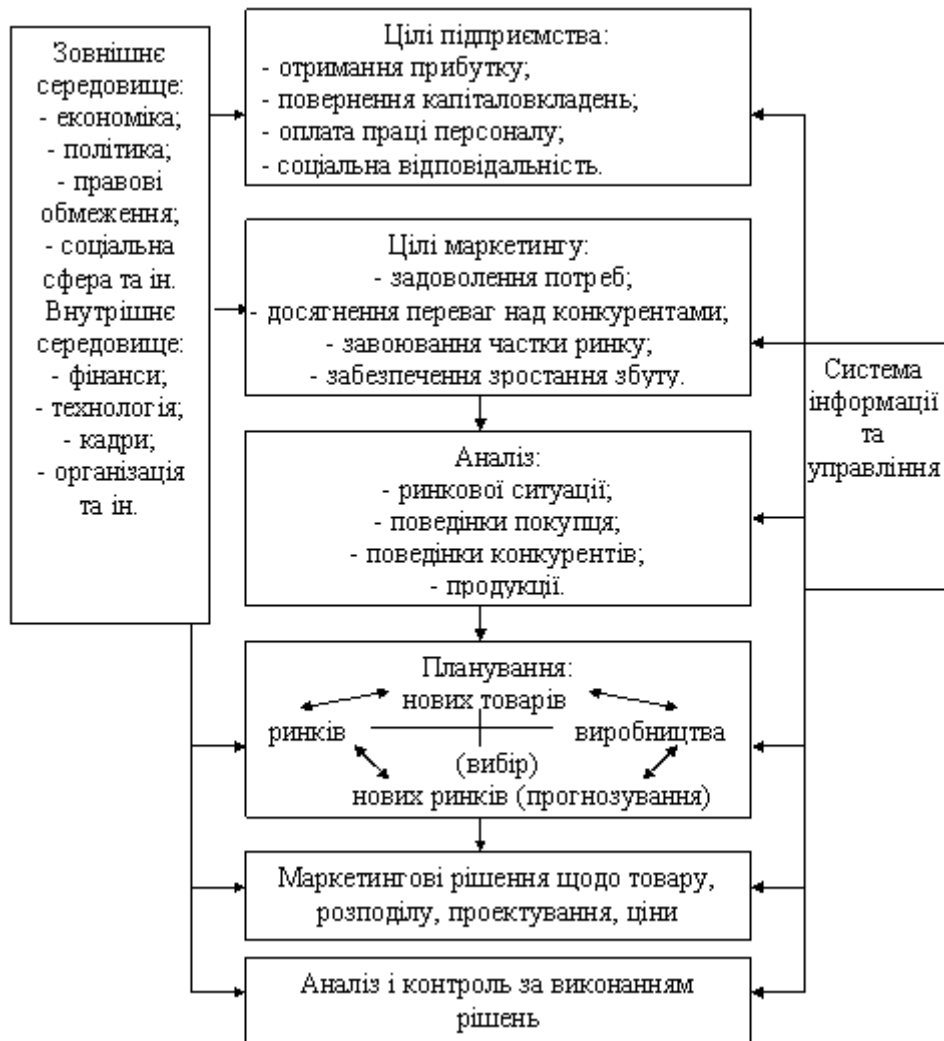 Зовнішнє
середовище:
- економіка;
- політика;
- правові
обмеження;
- соціальна
сфера та ін.
Внутрішнє
середовище:
- фінанси;
- технологія;
- кадри;
- організація
та ін.
Цілі підприємства:
- отримання прибутку;
- повернення капіталовкладень;
- оплата праці персоналу;
- соціальна відповідальність.
Цілі маркетингу:
- задоволення потреб;
- досягнення переваг над конкурентами;
- завоювання частки ринку;
- забезпечення зростання збуту.
Аналіз:
- ринкової ситуації;
- поведінки покупця;
- поведінки конкурентів;
- продукції.
Планування:
нових товарів
ринків
виробництва
(вибір)
нових ринків (прогнозування)
Маркетингові рішення щодо товару,
розподілу, проектування, ціни
Аналіз і контроль за виконанням
рішень
Система
інформації
та
управління